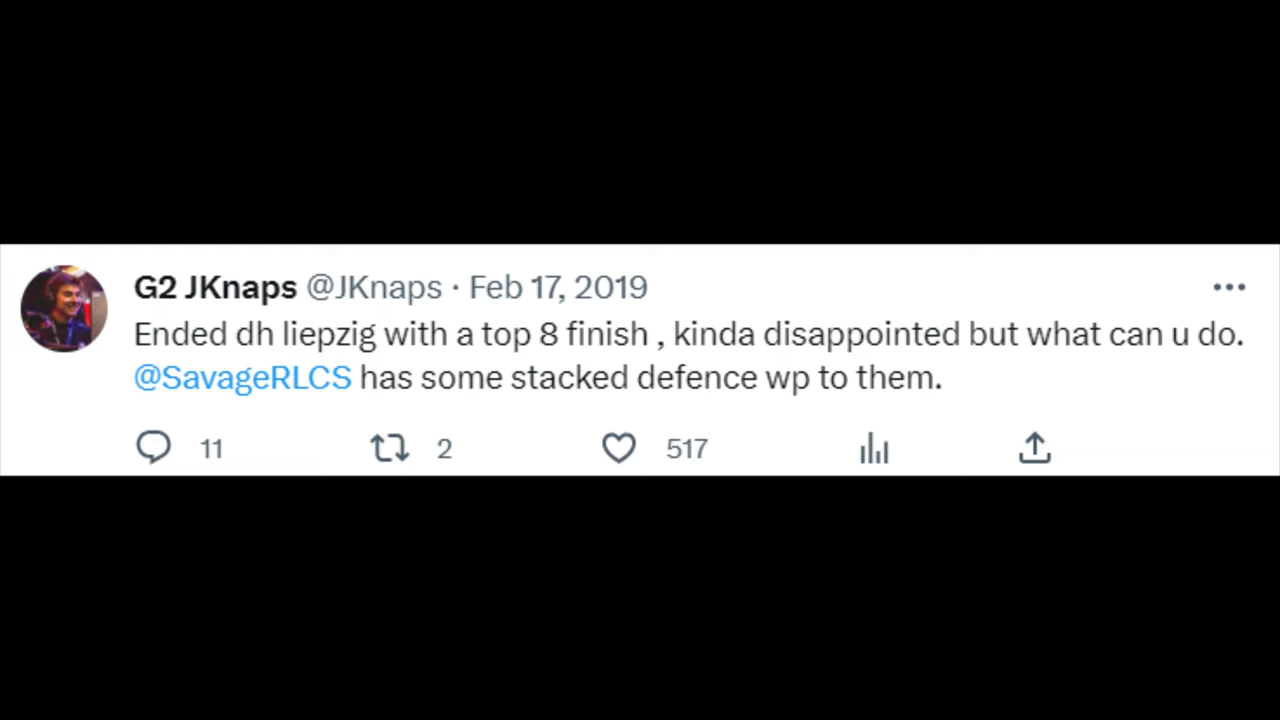 G2 JKnaps @JKnaps · Feb 17, 2019
Ended dh liepzig with a top 8 finish , kinda disappointed but what can u do.
@SavageRLCS has some stacked defence wp to them.
11 2 517